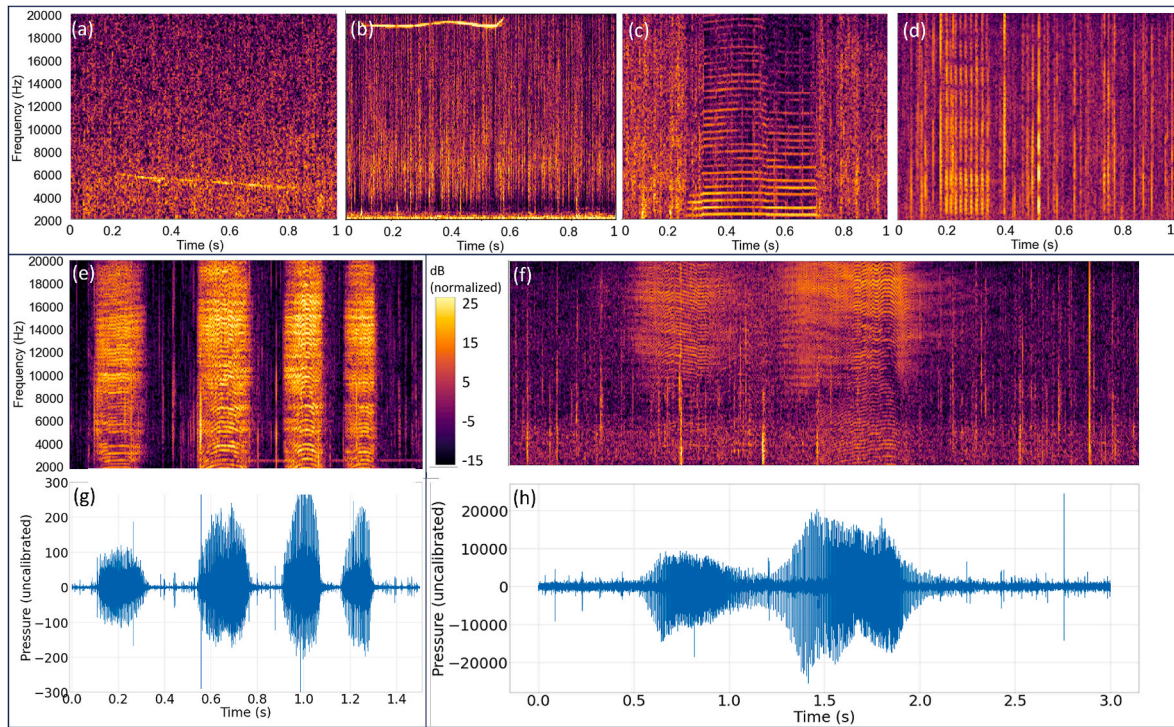 (a)
(b)
(c)
(d)
Frequency (Hz)
20000
18000
16000
14000
12000
10000
8000
6000
4000
2000
0 0.2 0.4 0.6 0.8 1
0.2 0.4 0.6 0.8 1
0 0.2 0.4 0.6 0.8 1
0 0.2 0.4 0.6 0.8 1
Time (s)
Time (s)
Time (s)
Time (s)
(e)
Frequency (Hz)
20000
18000
16000
14000
12000
10000
8000
6000
4000
2000
dB
(normalized)
25
15
5
-5
-15
(f)
(g)
Pressure (uncalibrated)
300
200
100
0
−100
−200
−300
0.0 0.2 0.4 0.6 0.8 1.0 1.2 1.4
Time (s)
(h)
Pressure (uncalibrated)
20000
10000
0
−10000
−20000
0.0 0.5 1.0 1.5 2.0 2.5 3.0
Time (s)